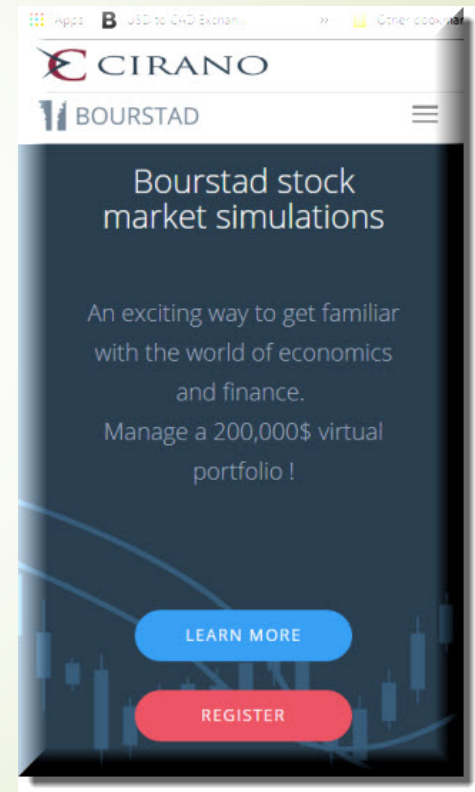 Apps B USD to CAD Exchan... » Other bookmar
CIRANO
BOURSTAD
Bourstad stock
market simulations
An exciting way to get familiar
with the world of economics
and finance.
Manage a 200,000$ virtual
portfolio !
LEARN MORE
REGISTER